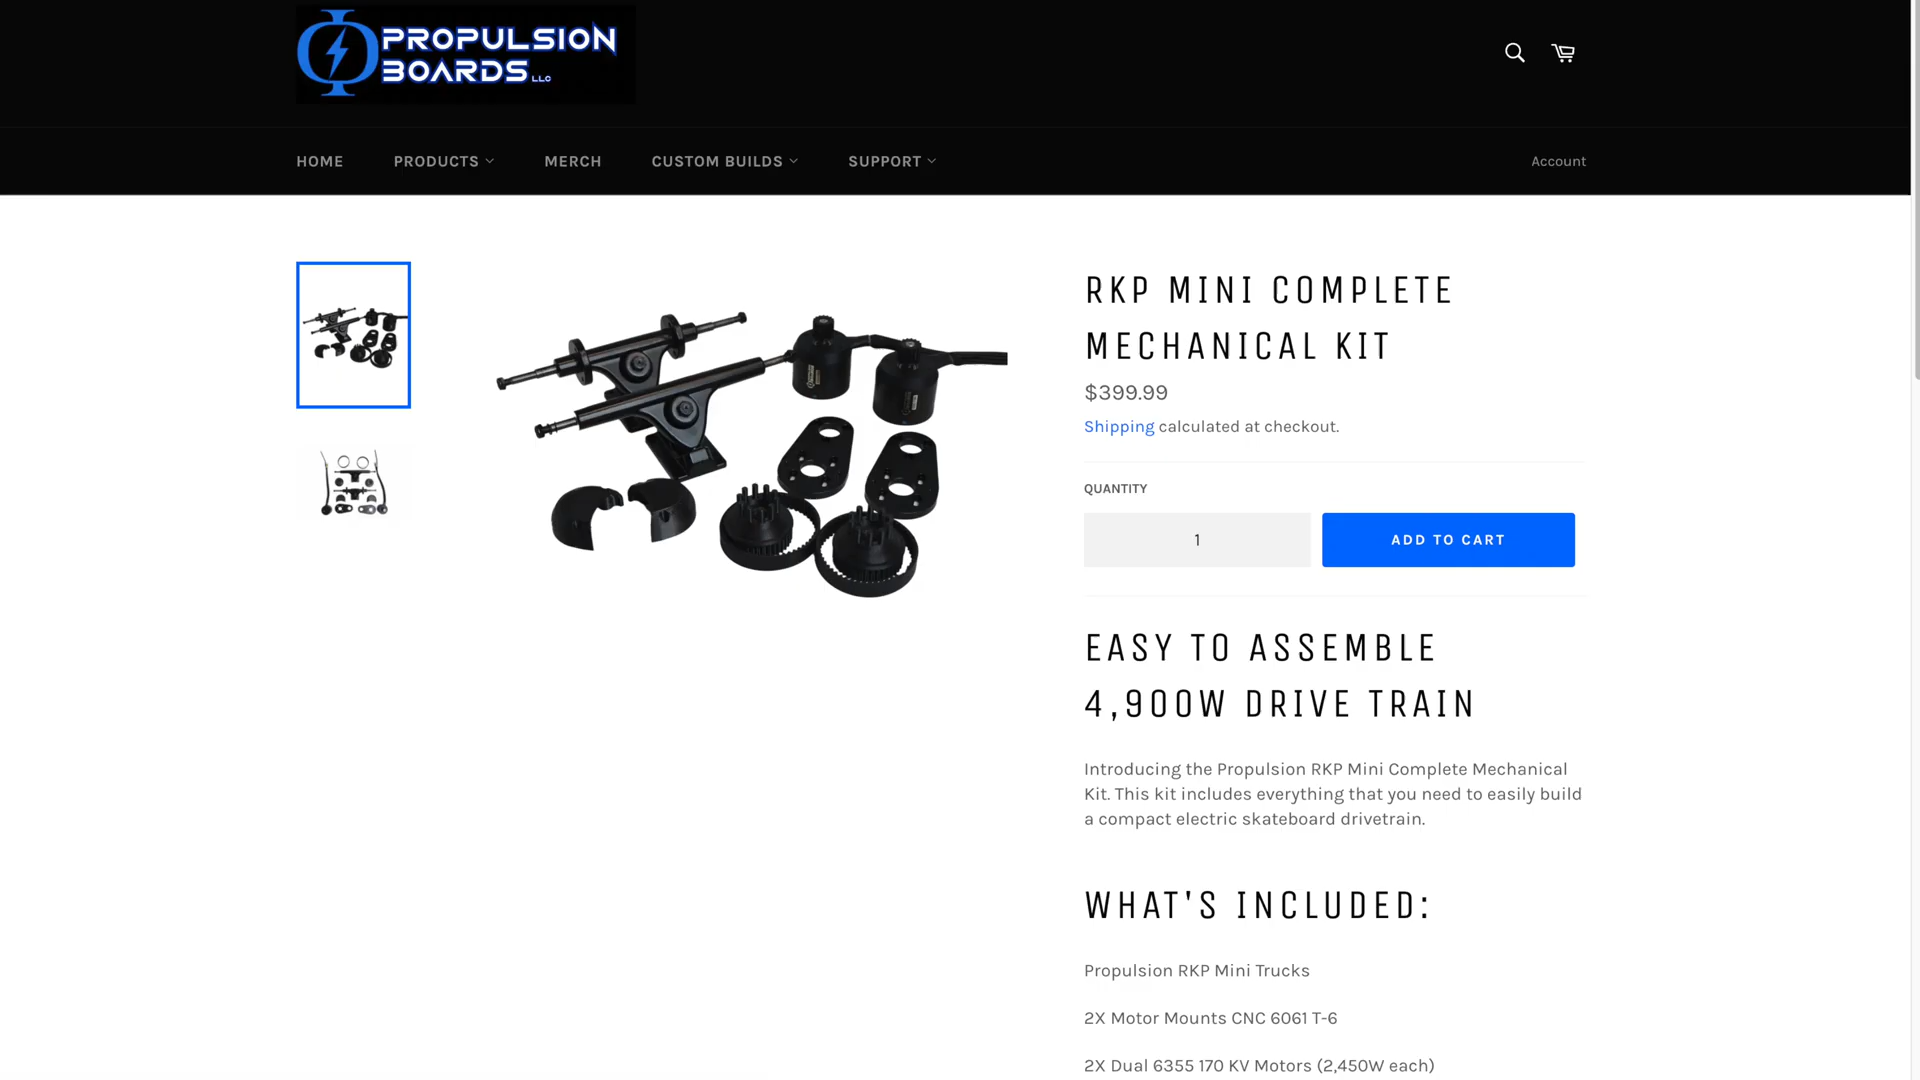 PROPULSION
BOARDS LLC
HOME
PRODUCTS
MERCH
CUSTOM BUILDS
SUPPORT
Account
RKP MINI COMPLETE
MECHANICAL KIT
$399.99
Shipping calculated at checkout.
QUANTITY
1
ADD TO CART
EASY TO ASSEMBLE
4,900W DRIVE TRAIN
Introducing the Propulsion RKP Mini Complete Mechanical
Kit. This kit includes everything that you need to easily build
a compact electric skateboard drivetrain.
WHAT'S INCLUDED:
Propulsion RKP Mini Trucks
2X Motor Mounts CNC 6061 T-6
2X Dual 6355 170 KV Motors (2,450W each)